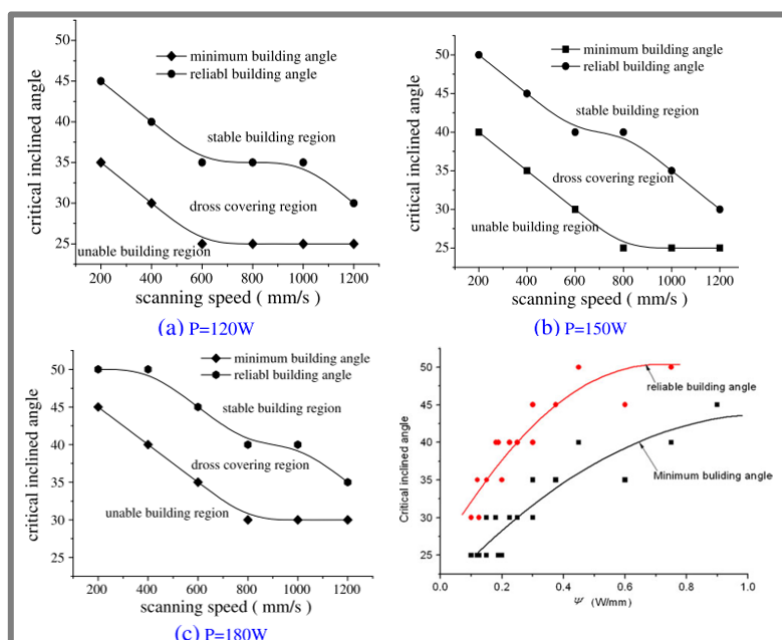 50
45
40
35
30
25
critical inclined angle
minimum building angle
reliabl building angle
stable building region
dross covering region
unable building region
200 400 600 800 1000 1200
scanning speed ( mm/s )
(a) P=120W
50
45
40
35
30
25
critical inclined angle
minimum building angle
reliabl building angle
stable building region
dross covering region
unable building region
200 400 600 800 1000 1200
scanning speed ( mm/s )
(b) P=150W
50
45
40
35
30
25
critical inclined angle
minimum building angle
reliabl building angle
stable building region
dross covering region
unable building region
200 400 600 800 1000 1200
scanning speed ( mm/s )
(c) P=180W
50
45
40
35
30
25
Critical inclined angle
reliable building angle
Minimum buliding angle
0.0 0.2 0.4 0.6 0.8 1.0
Ψ (W/mm)